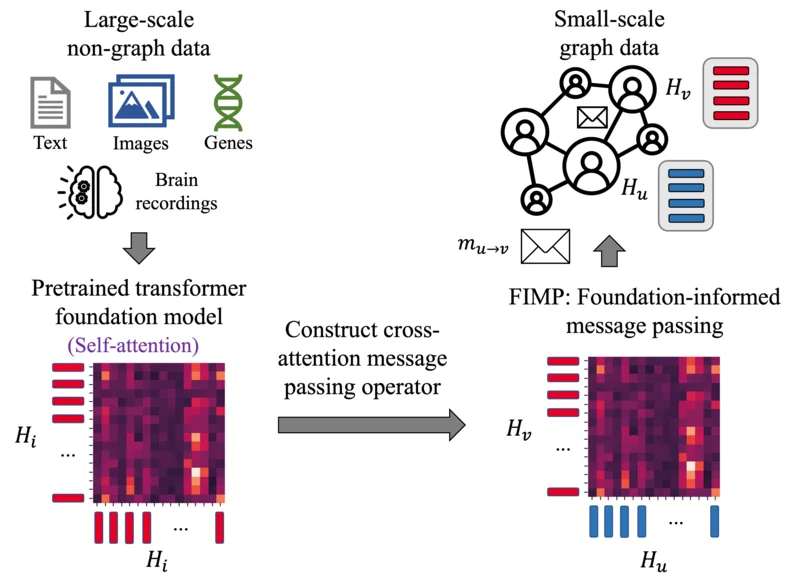 Large-scale
non-graph data
Text
Images
Genes
Brain
recordings
Pretrained transformer
foundation model
(Self-attention)
H_i
...
...
H_i
Construct cross-
attention message
passing operator
Small-scale
graph data
H_v
H_u
m_{u→v}
FIMP: Foundation-informed
message passing
H_v
...
...
H_u